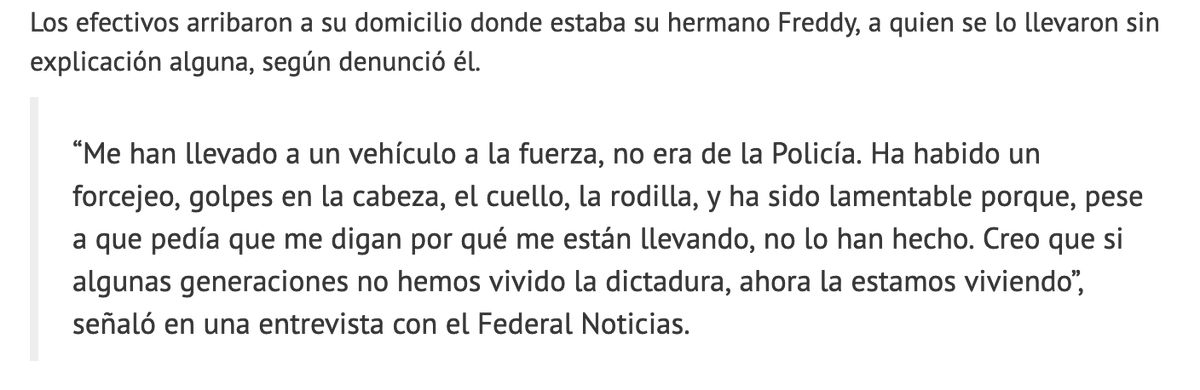 Los efectivos arribaron a su domicilio donde estaba su hermano Freddy, a quien se lo llevaron sin
explicación alguna, según denunció él.
“Me han llevado a un vehículo a la fuerza, no era de la Policía. Ha habido un
forcejeo, golpes en la cabeza, el cuello, la rodilla, y ha sido lamentable porque, pese
a que pedía que me digan por qué me están llevando, no lo han hecho. Creo que si
algunas generaciones no hemos vivido la dictadura, ahora la estamos viviendo”,
señaló en una entrevista con el Federal Noticias.